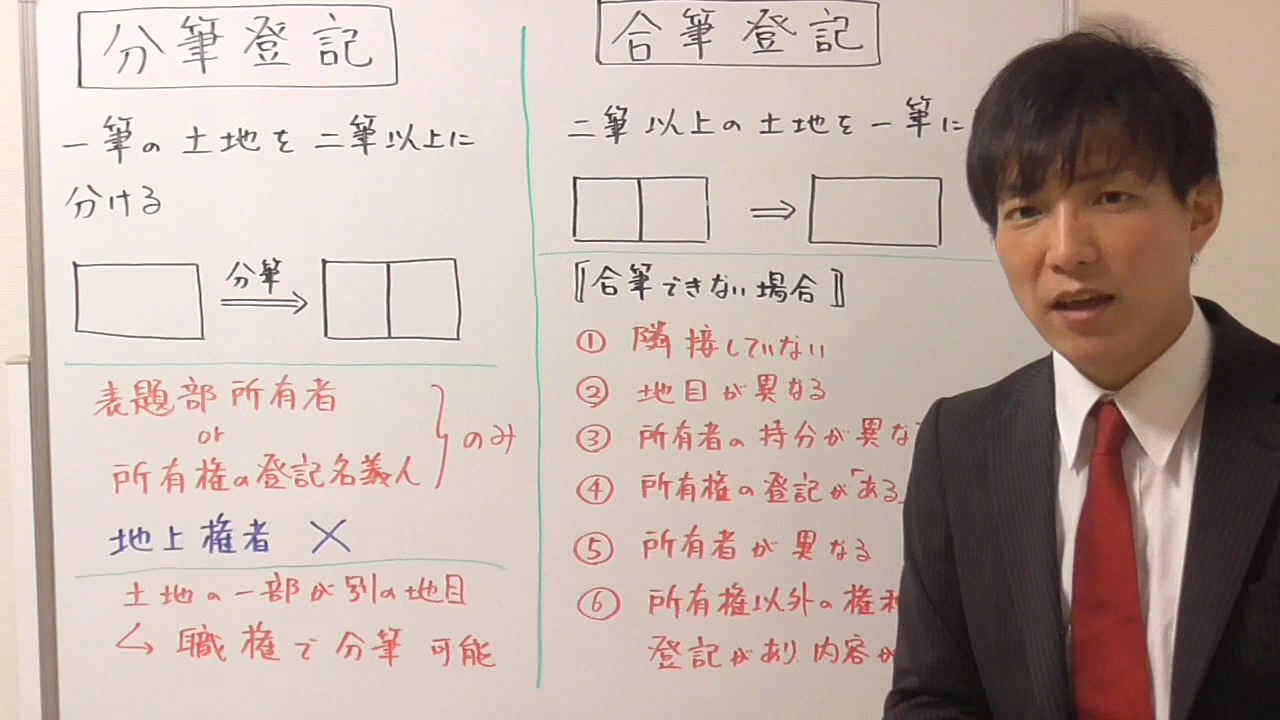 分筆登記
一筆の土地を二筆以上に
分ける
分筆
表題部所有者
or
所有権の登記名義人
のみ
地上権者 ×
土地の一部が別の地目
↳ 職権で分筆可能
合筆登記
二筆以上の土地を一筆に
⇒
〚合筆できない場合〛
① 隣接していない
② 地目が異なる
③ 所有者の持分が異な
④ 所有権の登記が「ある」
⑤ 所有者が異なる
⑥ 所有権以外の権
登記があり内容が